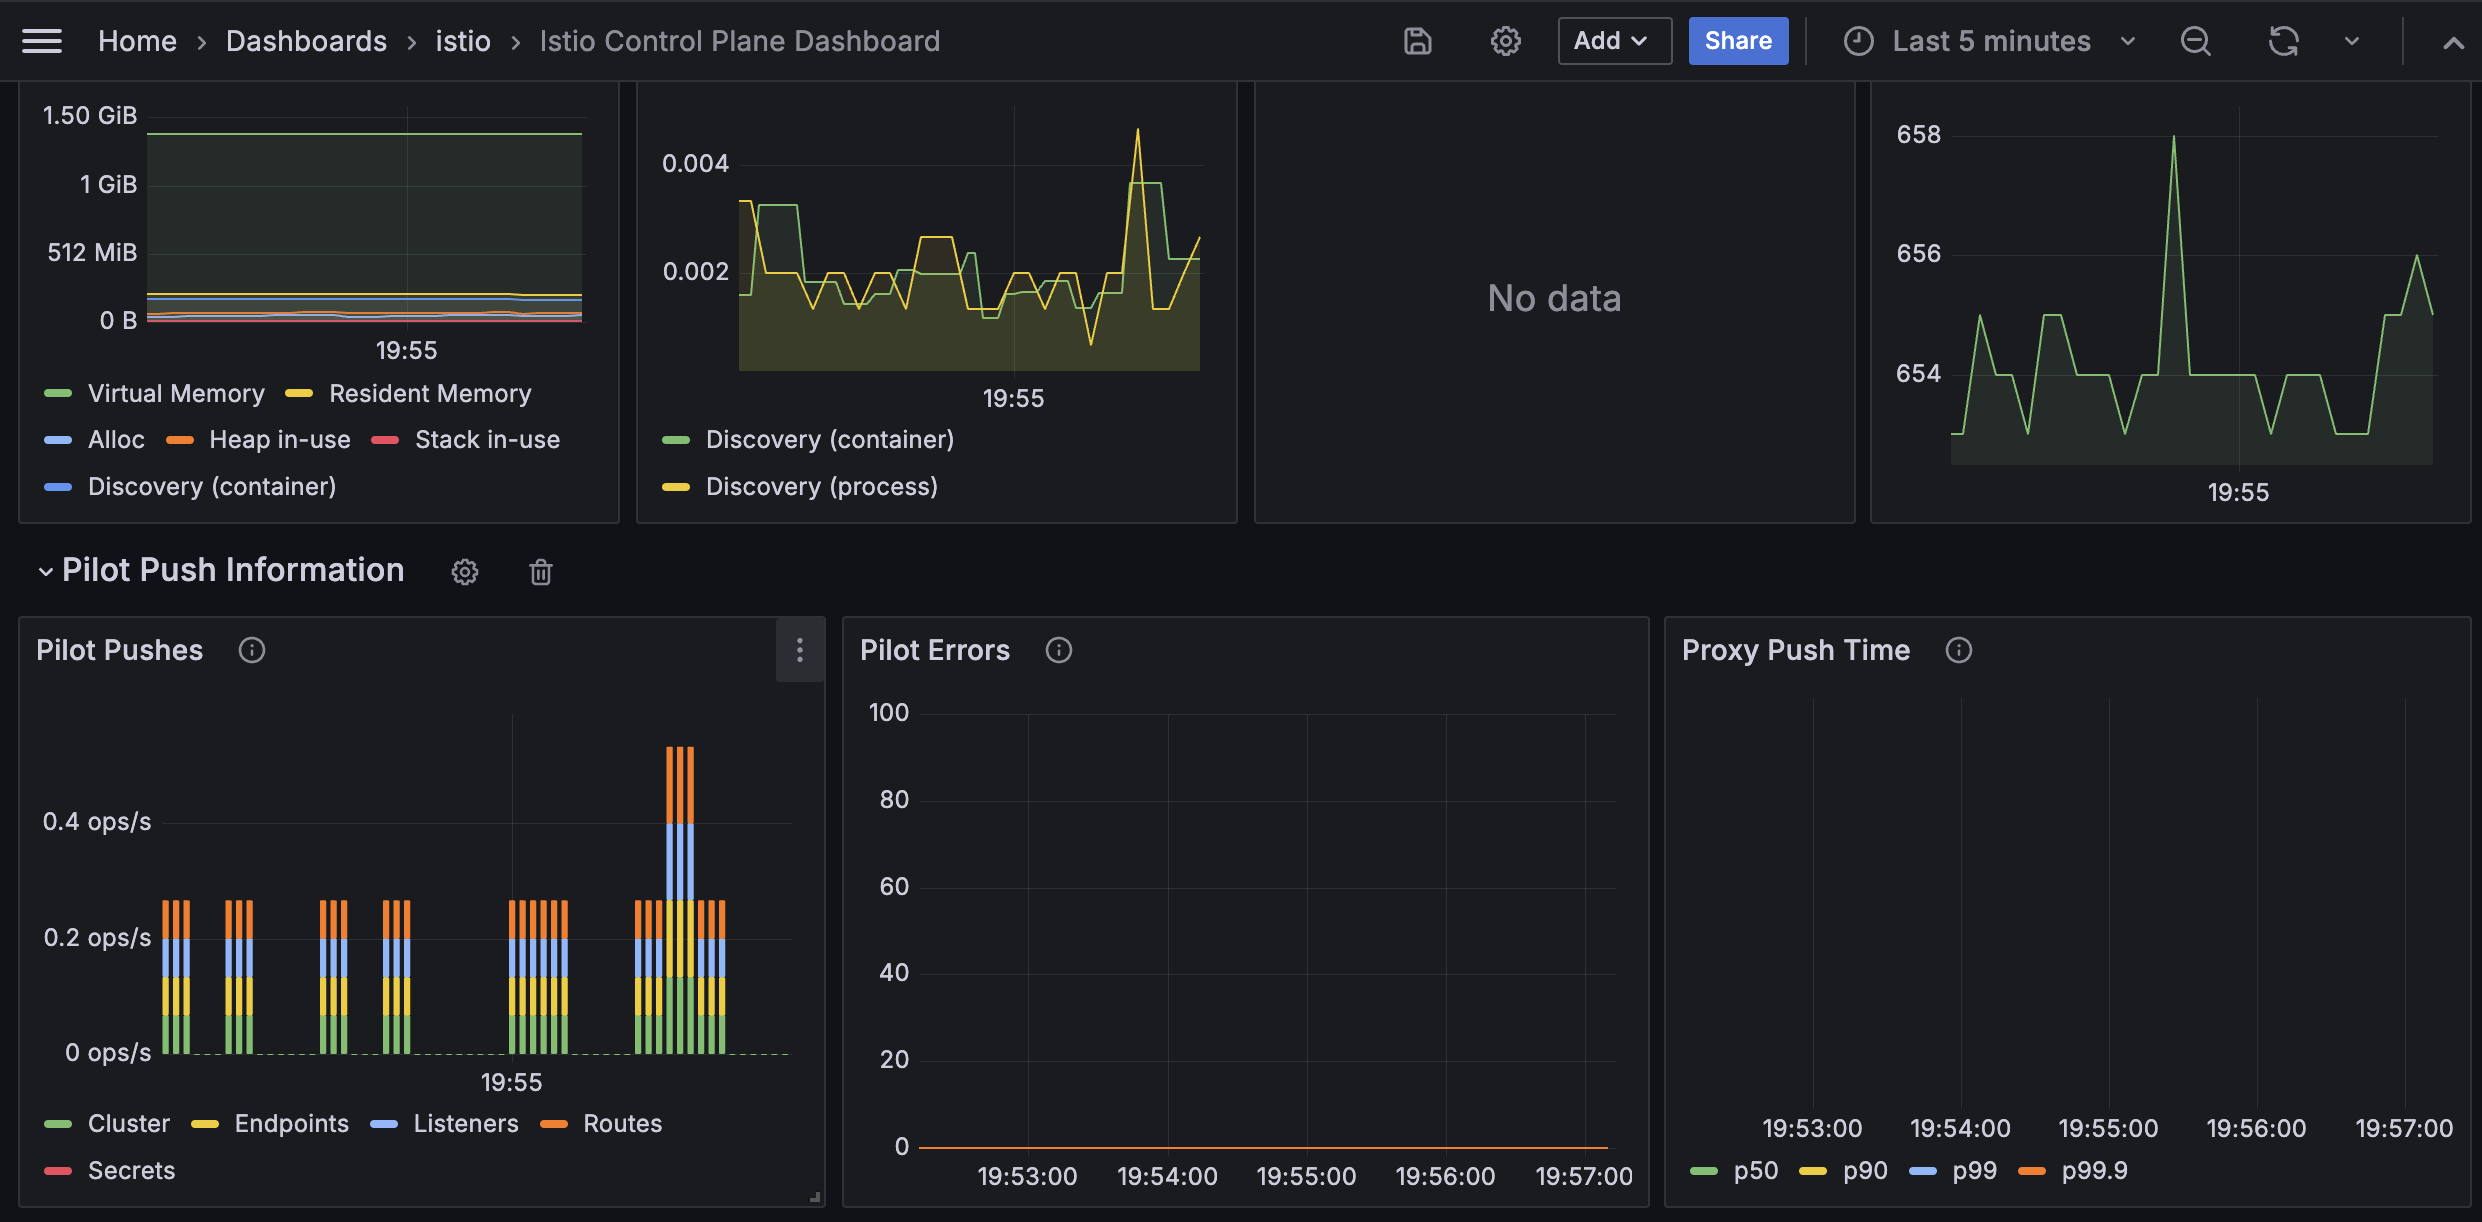 Home › Dashboards › istio › Istio Control Plane Dashboard Add Share Last 5 minutes
1.50 GiB
1 GiB
512 MiB
0 B
19:55
Virtual Memory Resident Memory
Alloc Heap in-use Stack in-use
Discovery (container)
0.004
0.002
19:55
Discovery (container)
Discovery (process)
No data
658
656
654
19:55
Pilot Push Information
Pilot Pushes
0.4 ops/s
0.2 ops/s
0 ops/s
19:55
Cluster Endpoints Listeners Routes
Secrets
Pilot Errors
100
80
60
40
20
0
19:53:00 19:54:00 19:55:00 19:56:00 19:57:00
Proxy Push Time
19:53:00 19:54:00 19:55:00 19:56:00 19:57:00
p50 p90 p99 p99.9